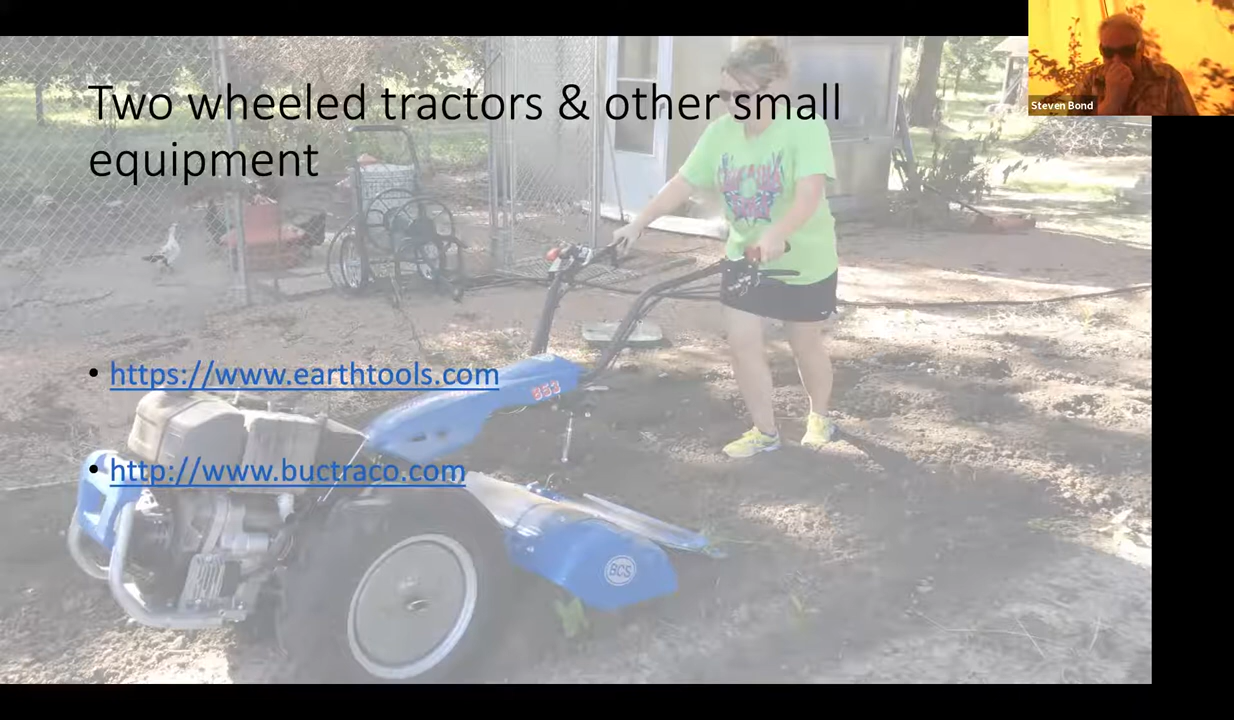 Two wheeled tractors & other small
equipment
Steven Bond
• https://www.earthtools.com
853
• http://www.buctraco.com
BCS